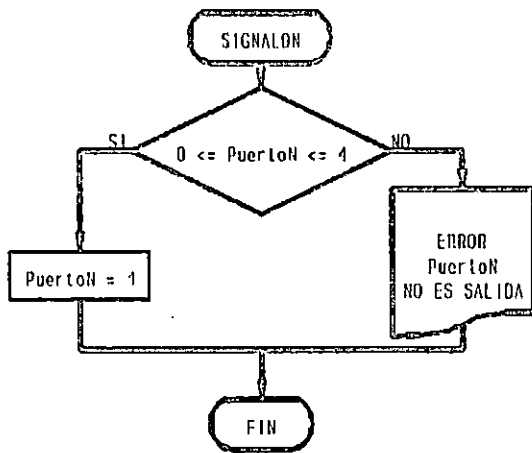 SIGNALON
SI
0 <= PuertoN <= 4
NO
PuertoN = 1
ERROR
PuertoN
NO ES SALIDA
FIN